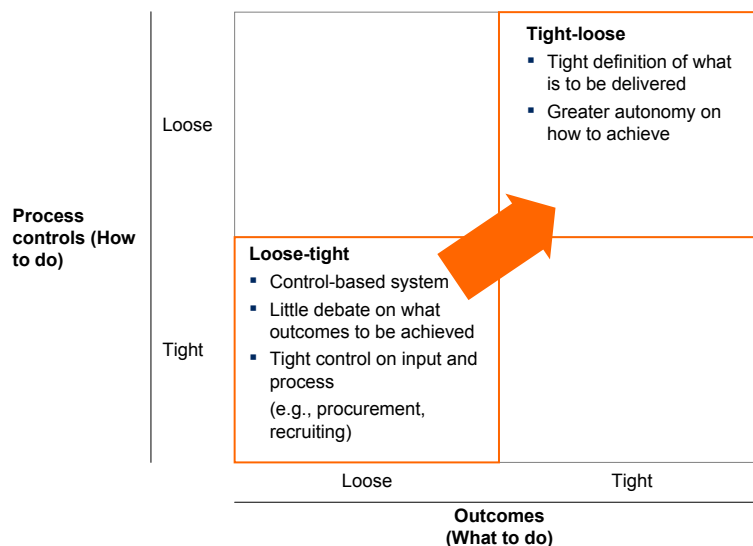 Tight-loose
▪ Tight definition of what
is to be delivered
▪ Greater autonomy on
how to achieve
Loose
Process
controls (How
to do)
Loose-tight
▪ Control-based system
▪ Little debate on what
outcomes to be achieved
▪ Tight control on input and
process
(e.g., procurement,
recruiting)
Tight
Loose
Tight
Outcomes
(What to do)